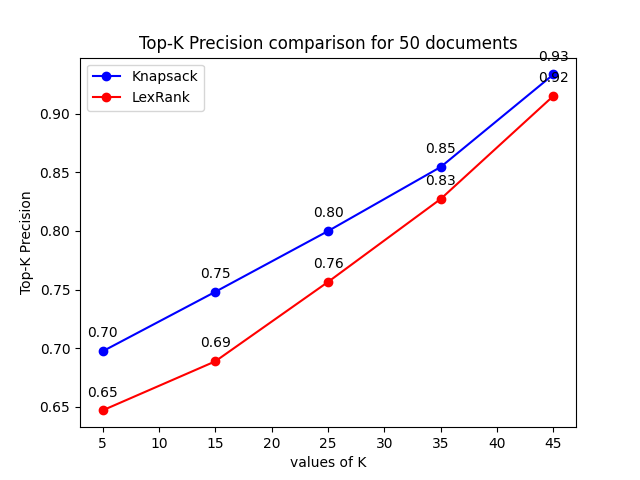 Top-K Precision comparison for 50 documents
Knapsack
LexRank
0.93
0.92
0.85
0.83
0.80
0.76
0.75
0.69
0.70
0.65
0.90
0.85
0.80
0.75
0.70
0.65
Top-K Precision
5 10 15 20 25 30 35 40 45
values of K